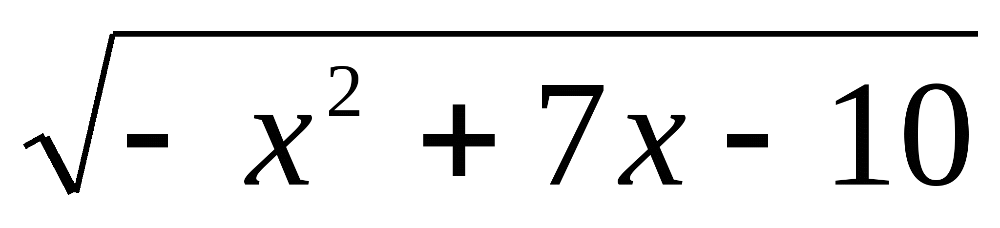 √(- x² + 7x - 10)